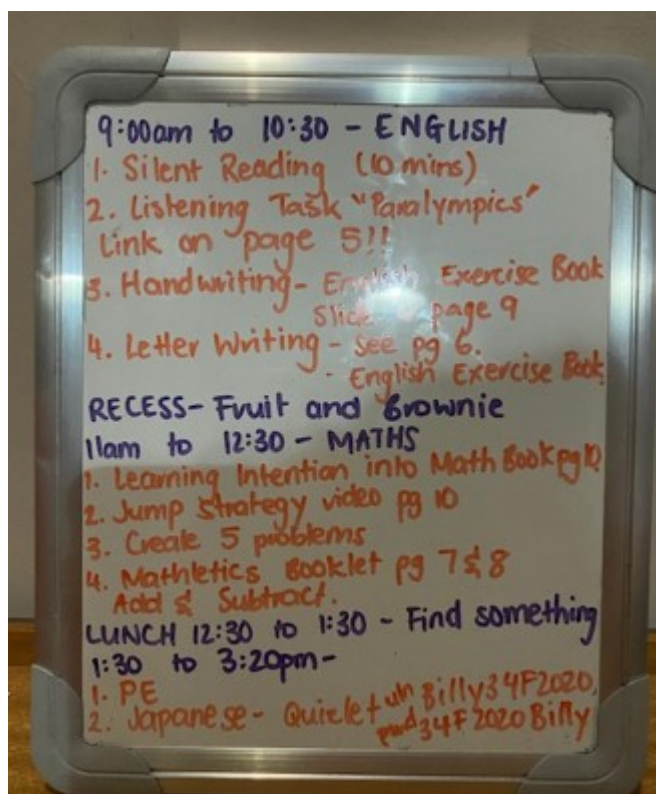 9:00am to 10:30 - ENGLISH
1. Silent Reading (10 mins)
2. Listening Task "Paralympics"
Link on page 5!!
3. Handwriting- English Exercise Book
Slide page 9
4. Letter Writing - See pg 6.
- English Exercise Book
RECESS- Fruit and Brownie
11am to 12:30 - MATHS
1. Learning Intention into Math Book pg 10
2. Jump Strategy video pg 10
3. Create 5 problems
4. Mathletics Booklet pg 7 & 8
Add & Subtract.
LUNCH 12:30 to 1:30 - Find something
1:30 to 3:20pm-
1. PE
2. Japanese- Quizlet u/n Billy34F2020,
pwd 34F2020Billy